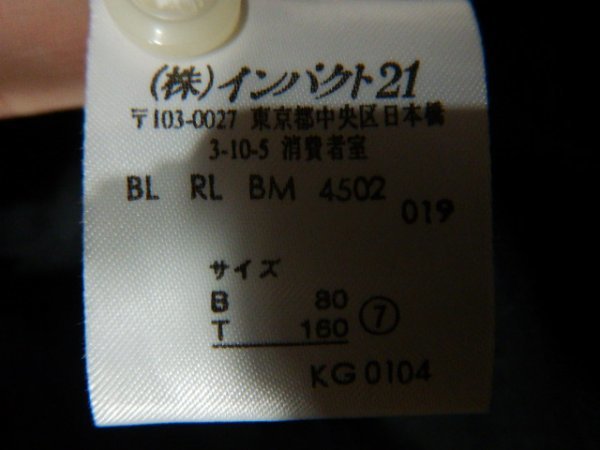 (株)インパクト21
〒103-0027 東京都中央区日本橋
3-10-5 消費者室
BL RL BM 4502
019
サイズ
B 80
T 160 ⑦
KG 0104